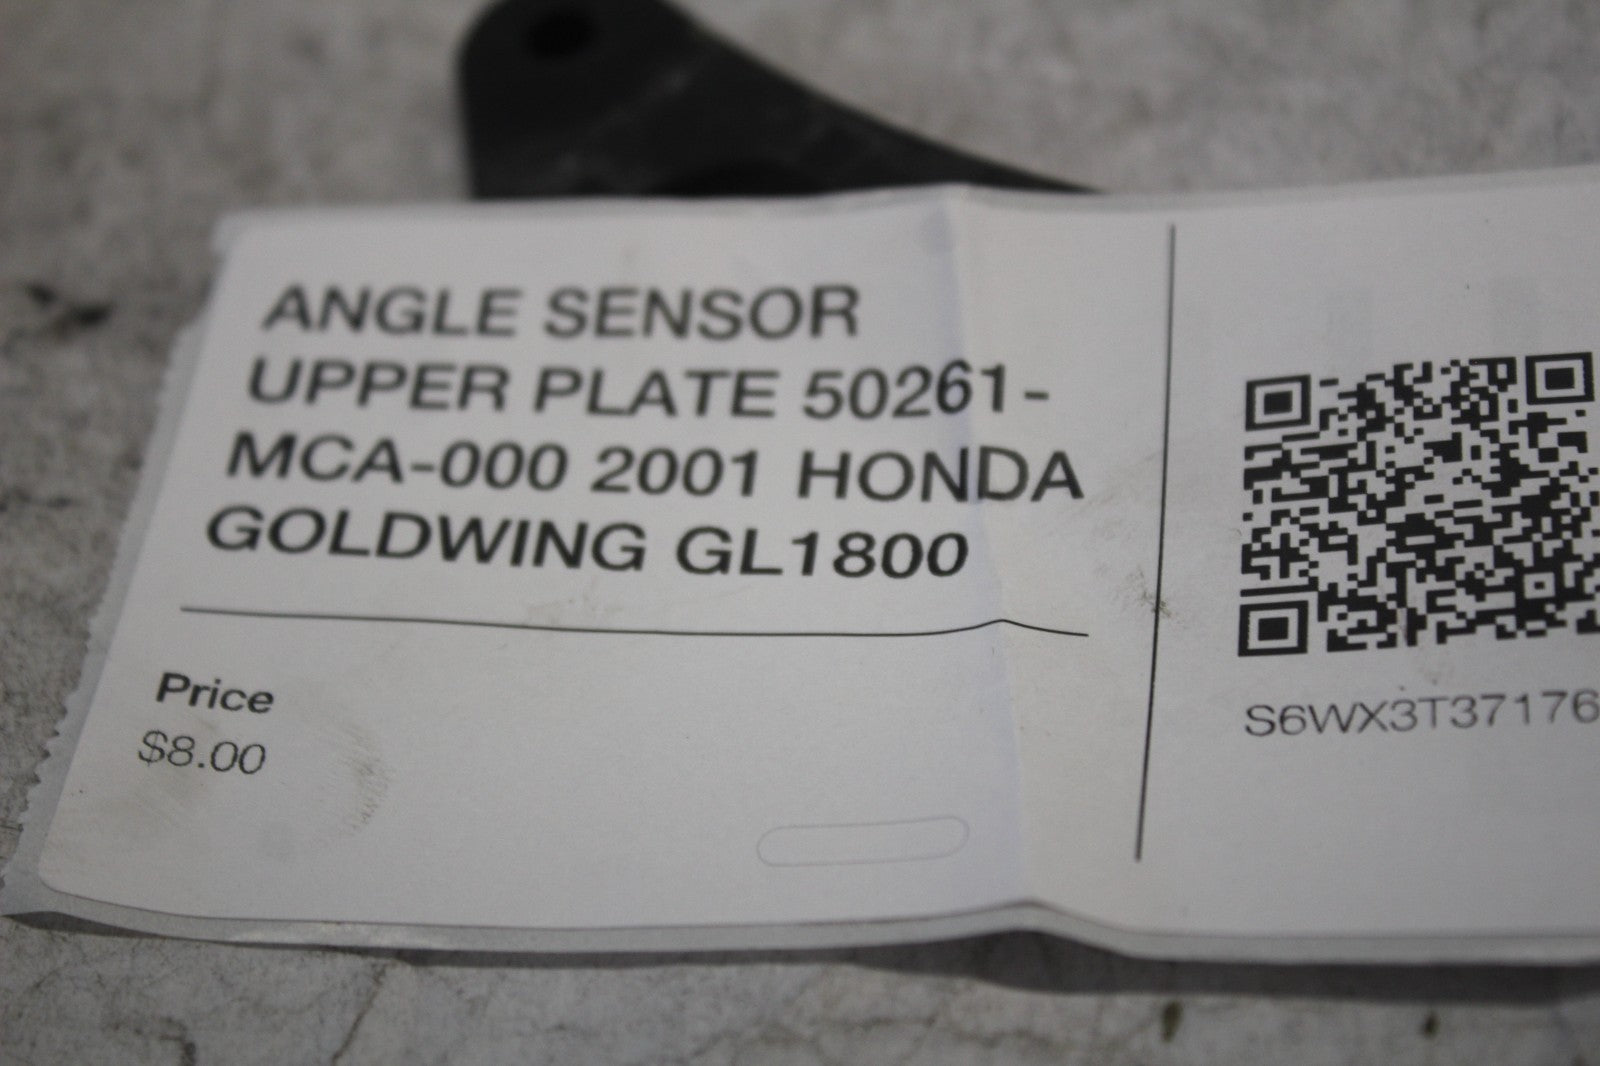 ANGLE SENSOR
UPPER PLATE 50261-
MCA-000 2001 HONDA
GOLDWING GL1800
Price
$8.00
S6WX3T37176